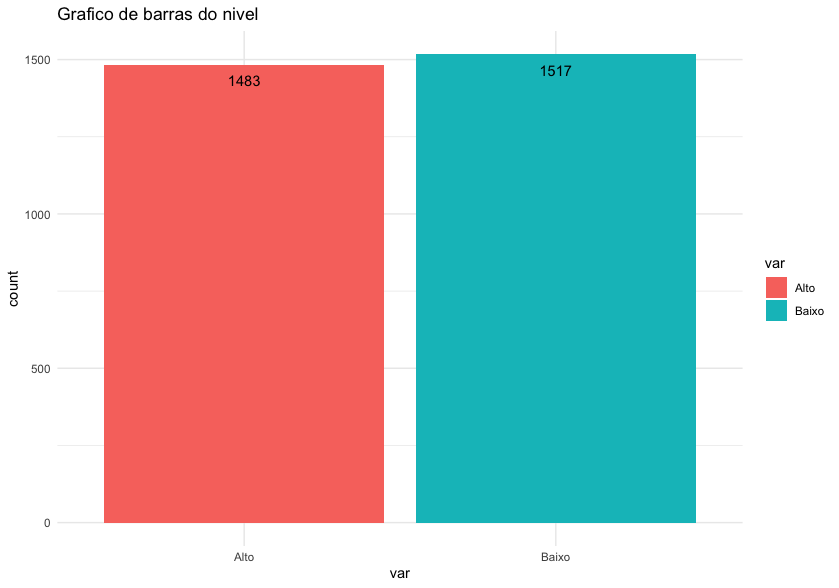 Grafico de barras do nivel
1500
1000
500
0
count
1483
1517
Alto
Baixo
var
var
Alto
Baixo